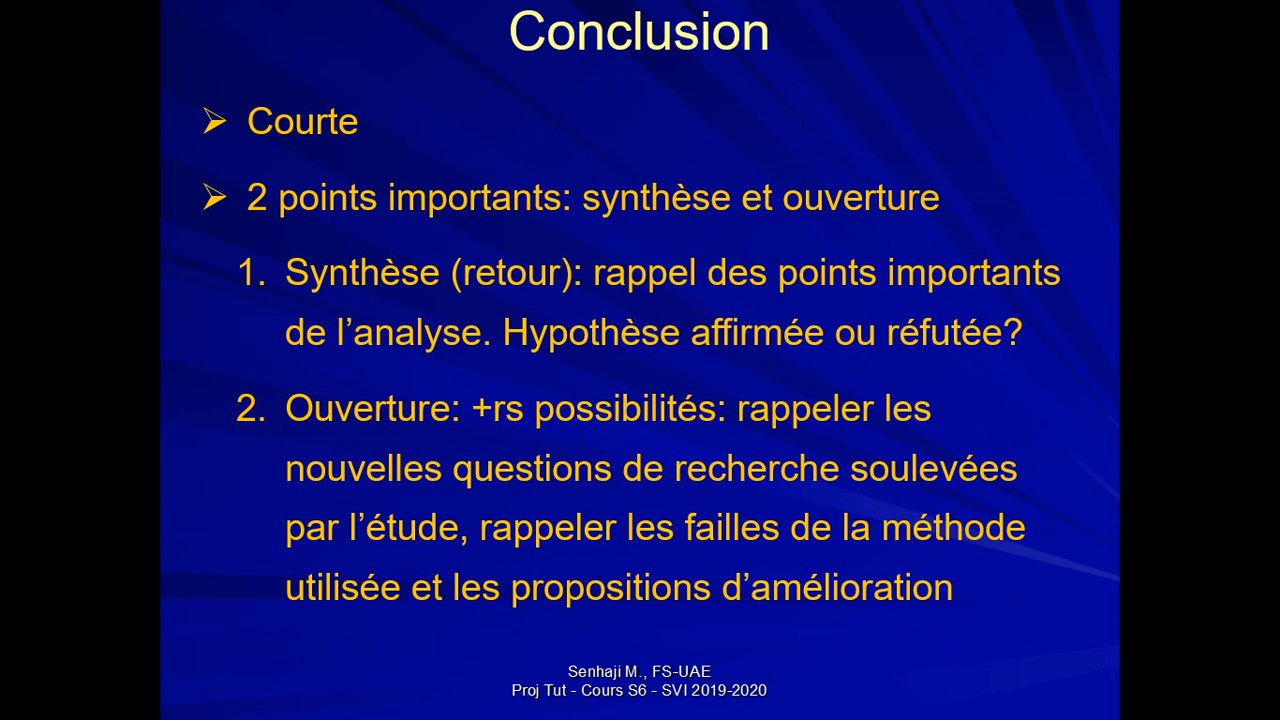 Conclusion
➢ Courte
➢ 2 points importants: synthèse et ouverture
1. Synthèse (retour): rappel des points importants
de l’analyse. Hypothèse affirmée ou réfutée?
2. Ouverture: +rs possibilités: rappeler les
nouvelles questions de recherche soulevées
par l’étude, rappeler les failles de la méthode
utilisée et les propositions d’amélioration
Senhaji M., FS-UAE
Proj Tut - Cours S6 - SVI 2019-2020